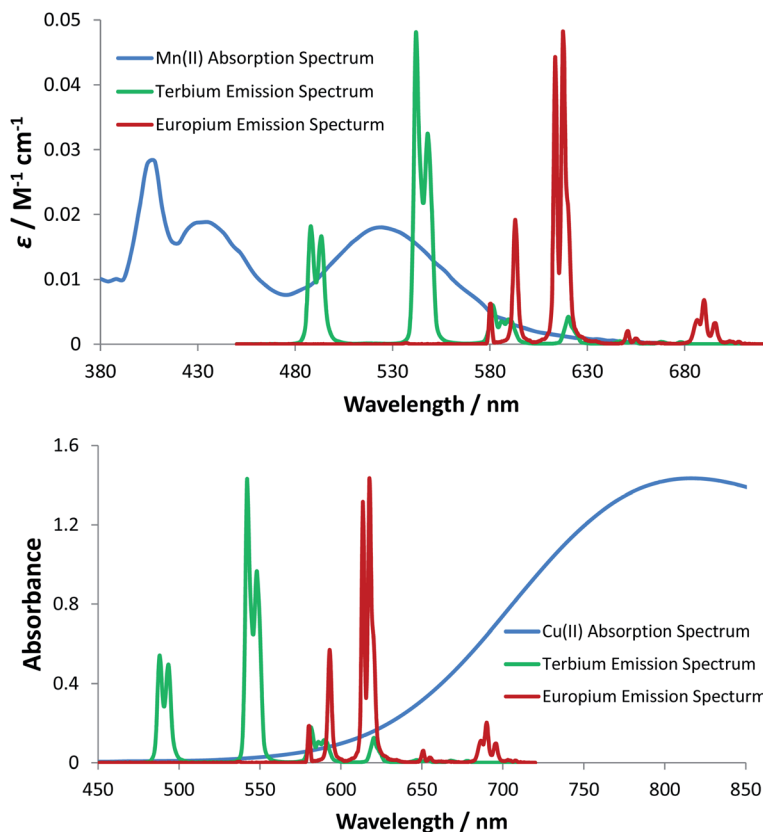 0.05
Mn(II) Absorption Spectrum
0.04
Terbium Emission Spectrum
Europium Emission Specturm
0.03
0.02
0.01
0
ε / M-1 cm-1
380 430 480 530 580 630 680
Wavelength / nm
1.6
1.2
0.8
0.4
0
Absorbance
Cu(II) Absorption Spectrum
Terbium Emission Spectrum
Europium Emission Specturm
450 500 550 600 650 700 750 800 850
Wavelength / nm